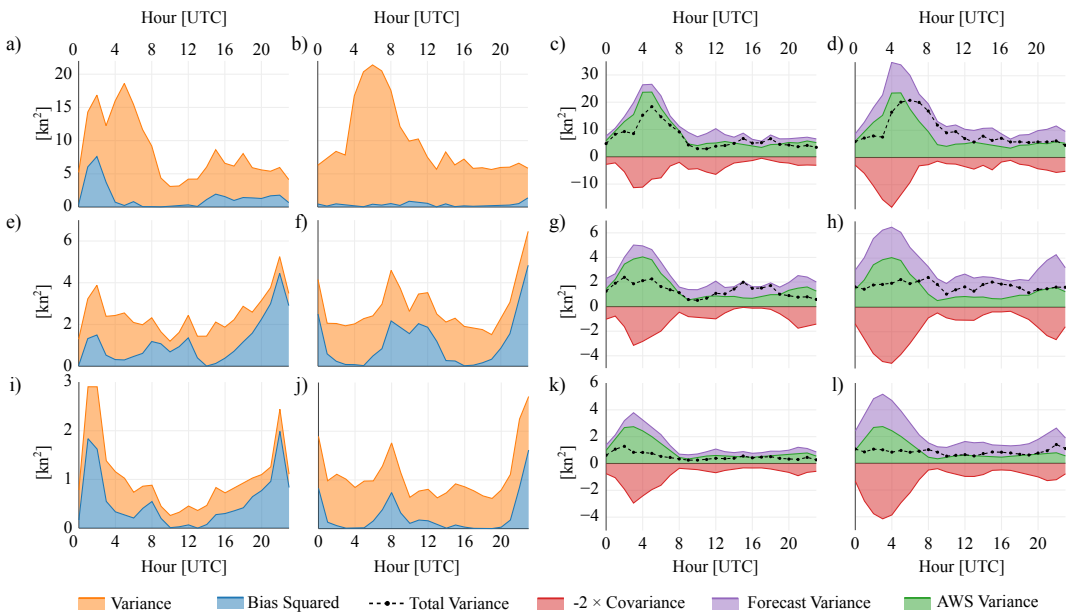 Hour [UTC] Hour [UTC] Hour [UTC] Hour [UTC]
a) b) c) d)
0 4 8 12 16 20 0 4 8 12 16 20 0 4 8 12 16 20 0 4 8 12 16 20
[kn²] 20 15 10 5 0
[kn²] 30 20 10 0 −10
e) f) g) h)
[kn²] 6 4 2 0
[kn²] 6 4 2 0 −2 −4
i) j) k) l)
[kn²] 3 2 1 0
[kn²] 6 4 2 0 −2 −4
0 4 8 12 16 20 0 4 8 12 16 20 0 4 8 12 16 20 0 4 8 12 16 20
Hour [UTC] Hour [UTC] Hour [UTC] Hour [UTC]
Variance Bias Squared Total Variance -2 × Covariance Forecast Variance AWS Variance